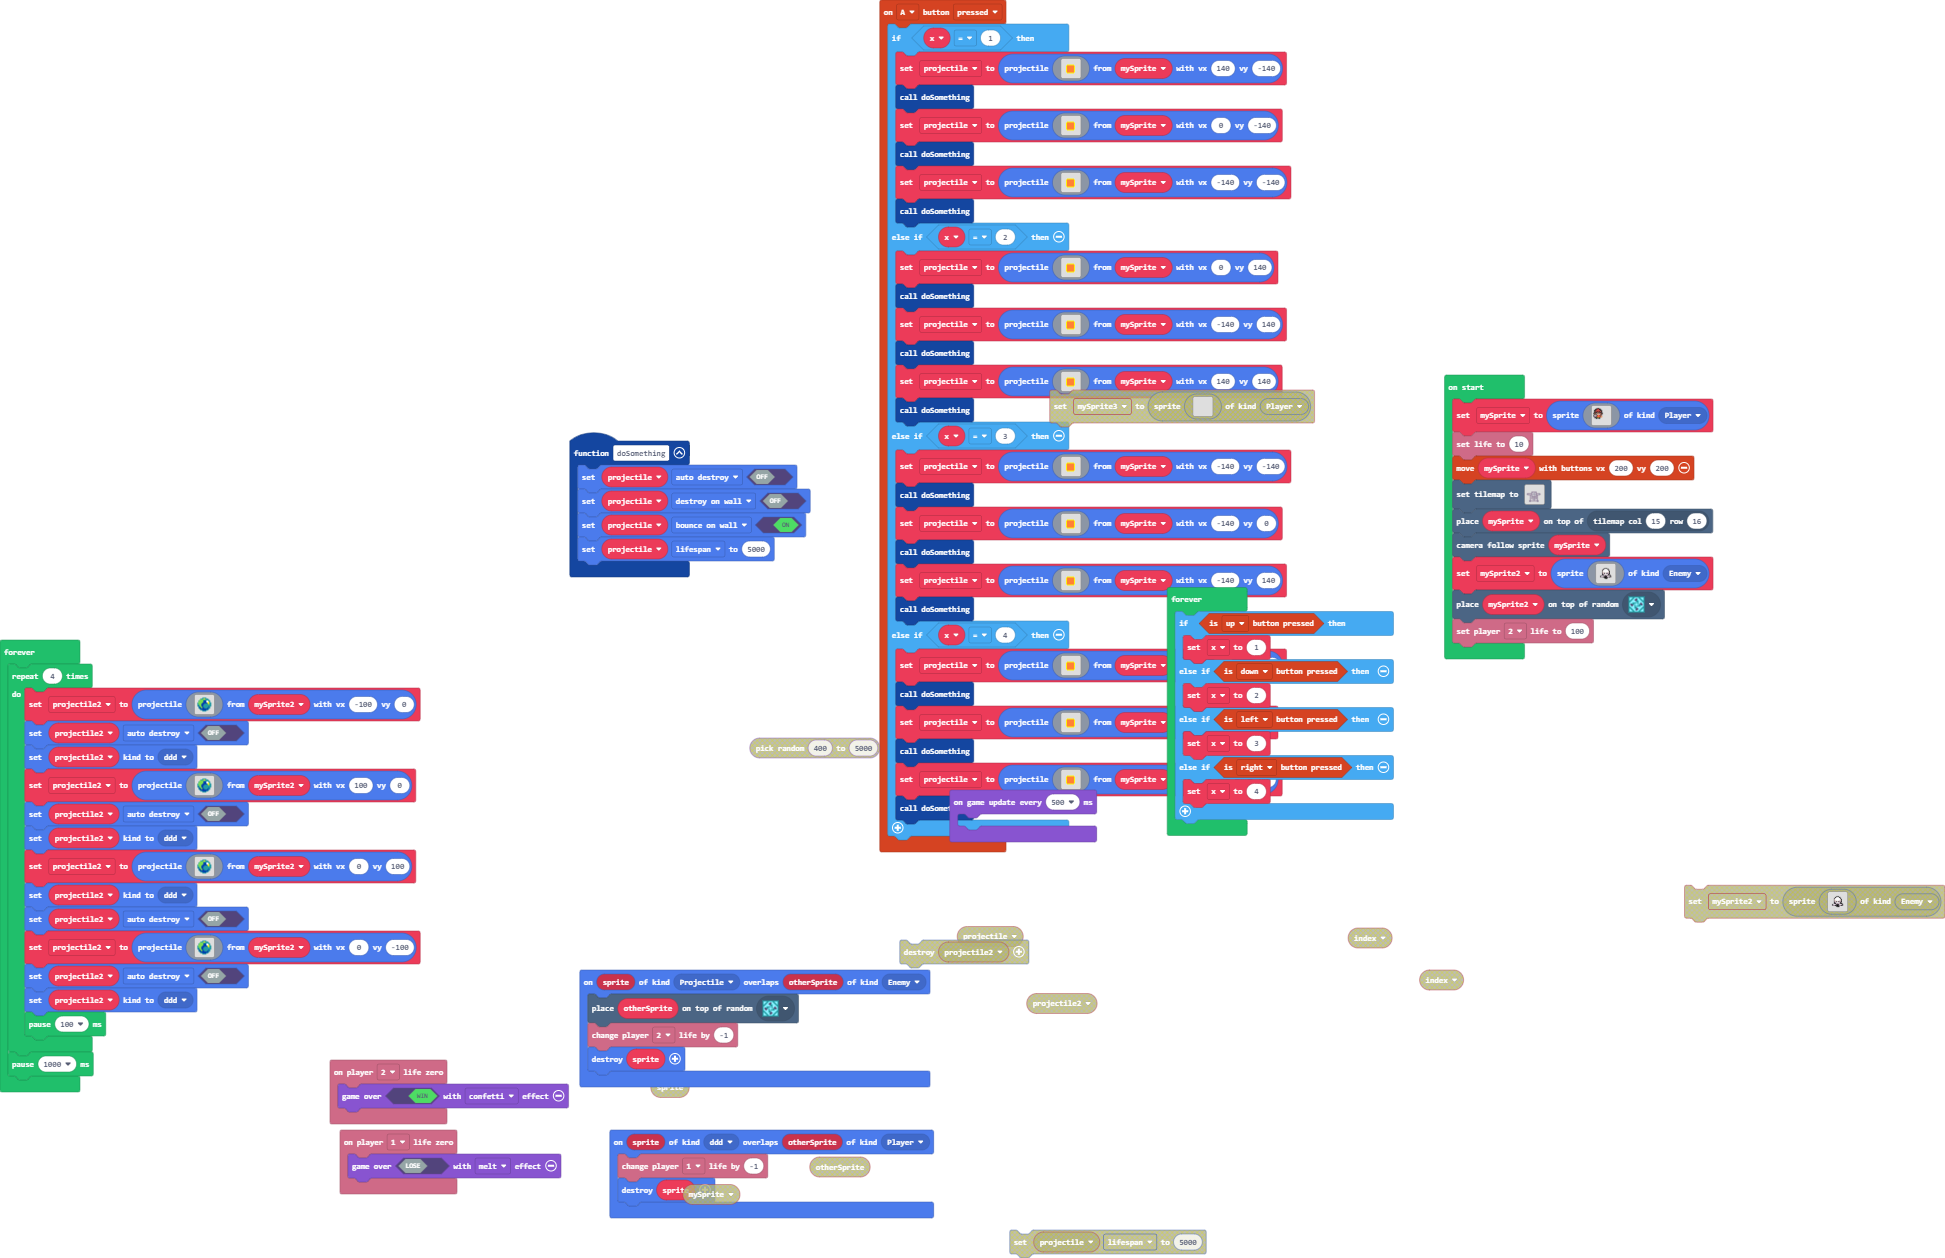 on A button pressed
if x = 1 then
set projectile to projectile from mySprite with vx 140 vy -140
call doSomething
set projectile to projectile from mySprite with vx 0 vy -140
call doSomething
set projectile to projectile from mySprite with vx -140 vy -140
call doSomething
else if x = 2 then
set projectile to projectile from mySprite with vx 0 vy 140
call doSomething
set projectile to projectile from mySprite with vx -140 vy 140
call doSomething
set projectile to projectile from mySprite with vx 140 vy 140
call doSomething
else if x = 3 then
set projectile to projectile from mySprite with vx -140 vy -140
call doSomething
set projectile to projectile from mySprite with vx -140 vy 0
call doSomething
set projectile to projectile from mySprite with vx -140 vy 140
call doSomething
else if x = 4 then
set projectile to projectile from mySprite
call doSomething
set projectile to projectile from mySprite
call doSomething
set projectile to projectile from mySprite
call
set mySprite3 to sprite of kind Player
on start
set mySprite to sprite of kind Player
set life to 10
move mySprite with buttons vx 200 vy 200
set tilemap to
place mySprite on top of tilemap col 15 row 16
camera follow sprite mySprite
set mySprite2 to sprite of kind Enemy
place mySprite2 on top of random
set player 2 life to 100
function doSomething
set projectile auto destroy OFF
set projectile destroy on wall OFF
set projectile bounce on wall ON
set projectile lifespan to 5000
forever
if is up button pressed then
set x to 1
else if is down button pressed then
set x to 2
else if is left button pressed then
set x to 3
else if is right button pressed then
set x to 4
forever
repeat 4 times
do
set projectile2 to projectile from mySprite2 with vx -100 vy 0
set projectile2 auto destroy OFF
set projectile2 kind to ddd
set projectile2 to projectile from mySprite2 with vx 100 vy 0
set projectile2 auto destroy OFF
set projectile2 kind to ddd
set projectile2 to projectile from mySprite2 with vx 0 vy 100
set projectile2 kind to ddd
set projectile2 auto destroy OFF
set projectile2 to projectile from mySprite2 with vx 0 vy -100
set projectile2 auto destroy OFF
set projectile2 kind to ddd
pause 100 ms
pause 1000 ms
pick random 400 to 5000
on game update every 500 ms
set mySprite2 to sprite of kind Enemy
projectile
destroy projectile2
index
index
projectile2
on sprite of kind Projectile overlaps otherSprite of kind Enemy
place otherSprite on top of random
change player 2 life by -1
destroy sprite
sprite
on player 2 life zero
game over WIN with confetti effect
on player 1 life zero
game over LOSE with melt effect
on sprite of kind ddd overlaps otherSprite of kind Player
change player 1 life by -1
otherSprite
destroy
mySprite
set projectile lifespan to 5000